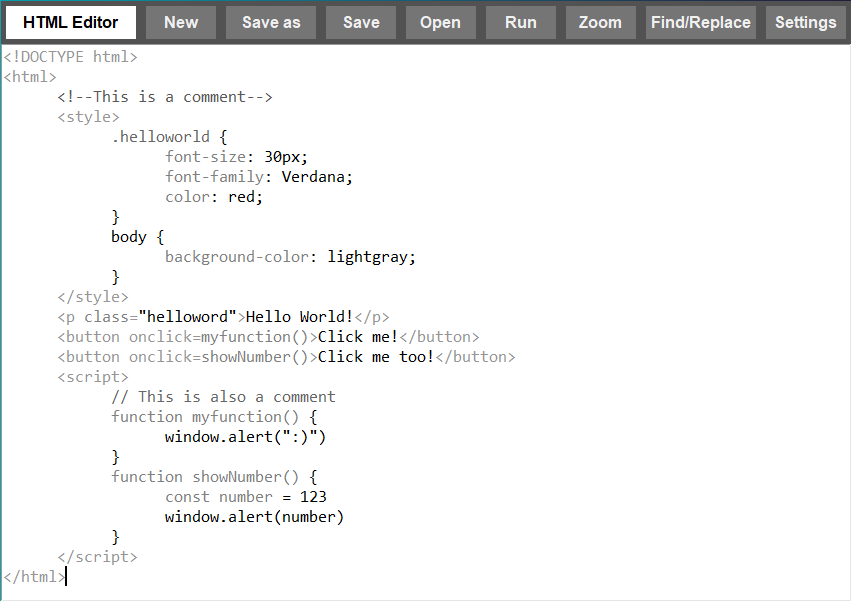 HTML Editor New Save as Save Open Run Zoom Find/Replace Settings
<!DOCTYPE html>
<html>
<!--This is a comment-->
<style>
.helloworld {
font-size: 30px;
font-family: Verdana;
color: red;
}
body {
background-color: lightgray;
}
</style>
<p class="helloword">Hello World!</p>
<button onclick=myfunction()>Click me!</button>
<button onclick=showNumber()>Click me too!</button>
<script>
// This is also a comment
function myfunction() {
window.alert(":)")
}
function showNumber() {
const number = 123
window.alert(number)
}
</script>
</html>